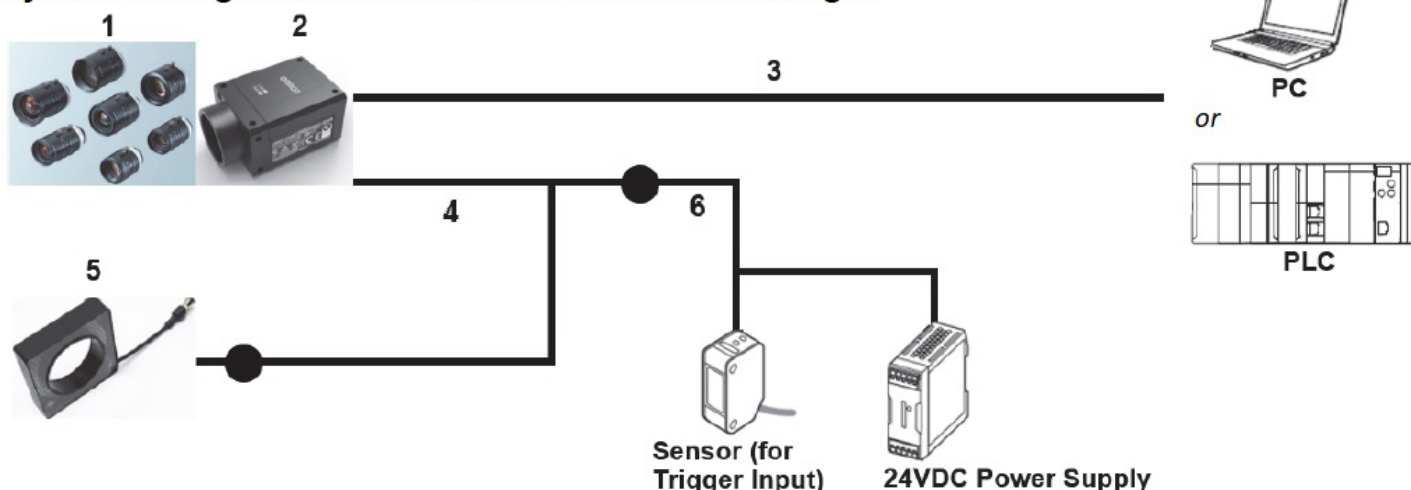 1
2
3
PC
or
4
6
PLC
5
Sensor (for
Trigger Input)
24VDC Power Supply